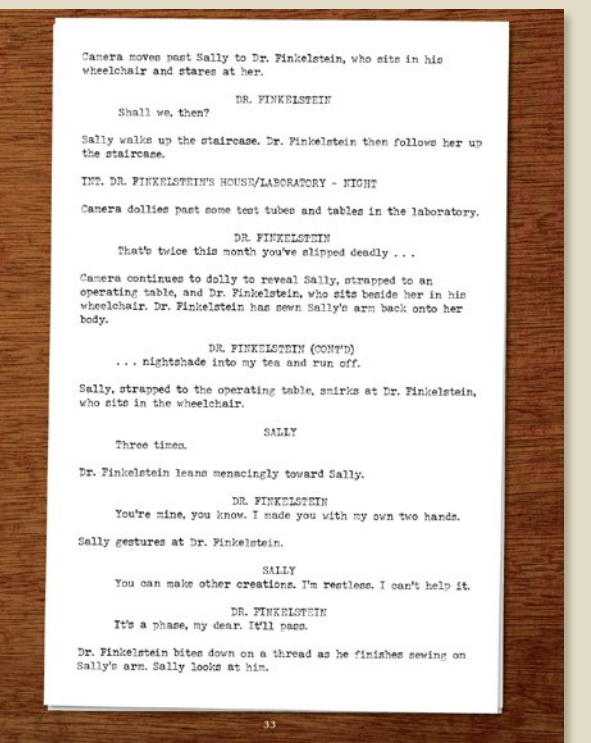 Camera moves past Sally to Dr. Finkelstein, who sits in his
wheelchair and stares at her.
DR. FINKELSTEIN
Shall we, then?
Sally walks up the staircase. Dr. Finkelstein then follows her up
the staircase.
INT. DR. FINKELSTEIN'S HOUSE/LABORATORY - NIGHT
Camera dollies past some test tubes and tables in the laboratory.
DR. FINKELSTEIN
That's twice this month you've slipped deadly . . .
Camera continues to dolly to reveal Sally, strapped to an
operating table, and Dr. Finkelstein, who sits beside her in his
wheelchair. Dr. Finkelstein has sewn Sally's arm back onto her
body.
DR. FINKELSTEIN (CONT'D)
. . . nightshade into my tea and run off.
Sally, strapped to the operating table, smirks at Dr. Finkelstein,
who sits in the wheelchair.
SALLY
Three times.
Dr. Finkelstein leans menacingly toward Sally.
DR. FINKELSTEIN
You're mine, you know. I made you with my own two hands.
Sally gestures at Dr. Finkelstein.
SALLY
You can make other creations. I'm restless. I can't help it.
DR. FINKELSTEIN
It's a phase, my dear. It'll pass.
Dr. Finkelstein bites down on a thread as he finishes sewing on
Sally's arm. Sally looks at him.
33